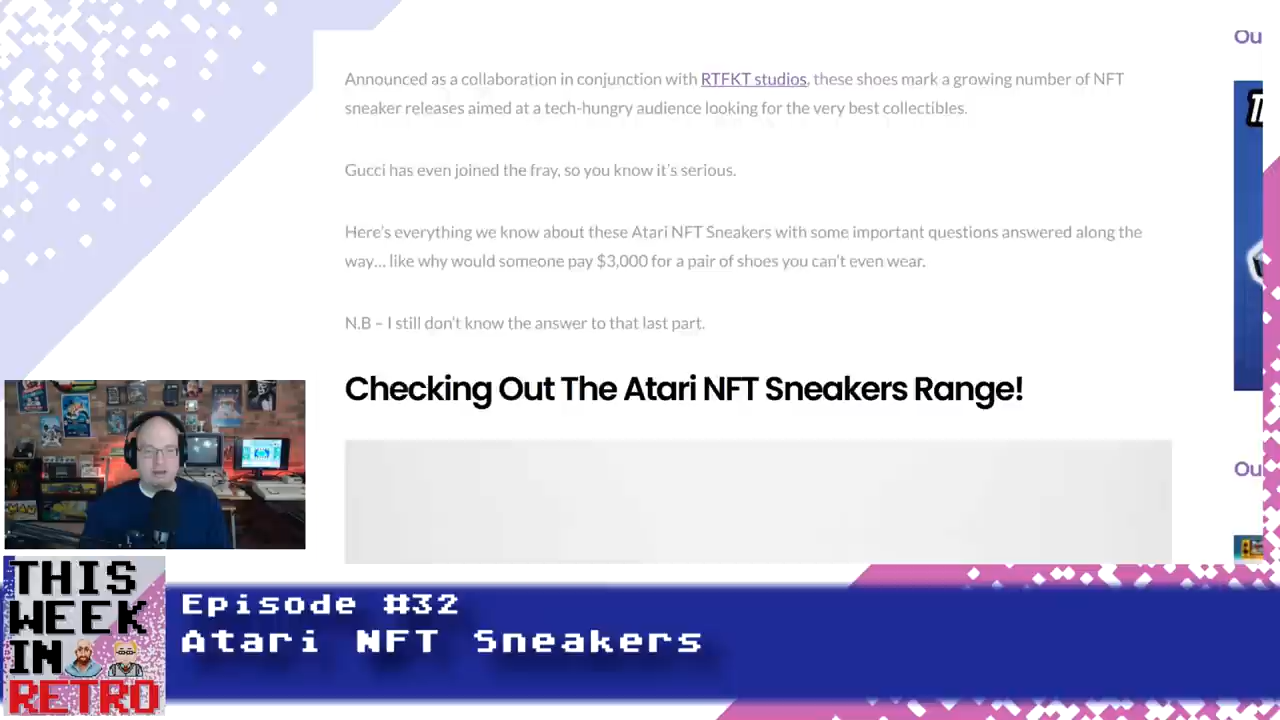 Announced as a collaboration in conjunction with RTFKT studios, these shoes mark a growing number of NFT
sneaker releases aimed at a tech-hungry audience looking for the very best collectibles.
Gucci has even joined the fray, so you know it's serious.
Here's everything we know about these Atari NFT Sneakers with some important questions answered along the
way... like why would someone pay $3,000 for a pair of shoes you can't even wear.
N.B – I still don't know the answer to that last part.
Checking Out The Atari NFT Sneakers Range!
Ou
Ou
THIS
WEEK
IN
RETRO
Episode #32
Atari NFT Sneakers